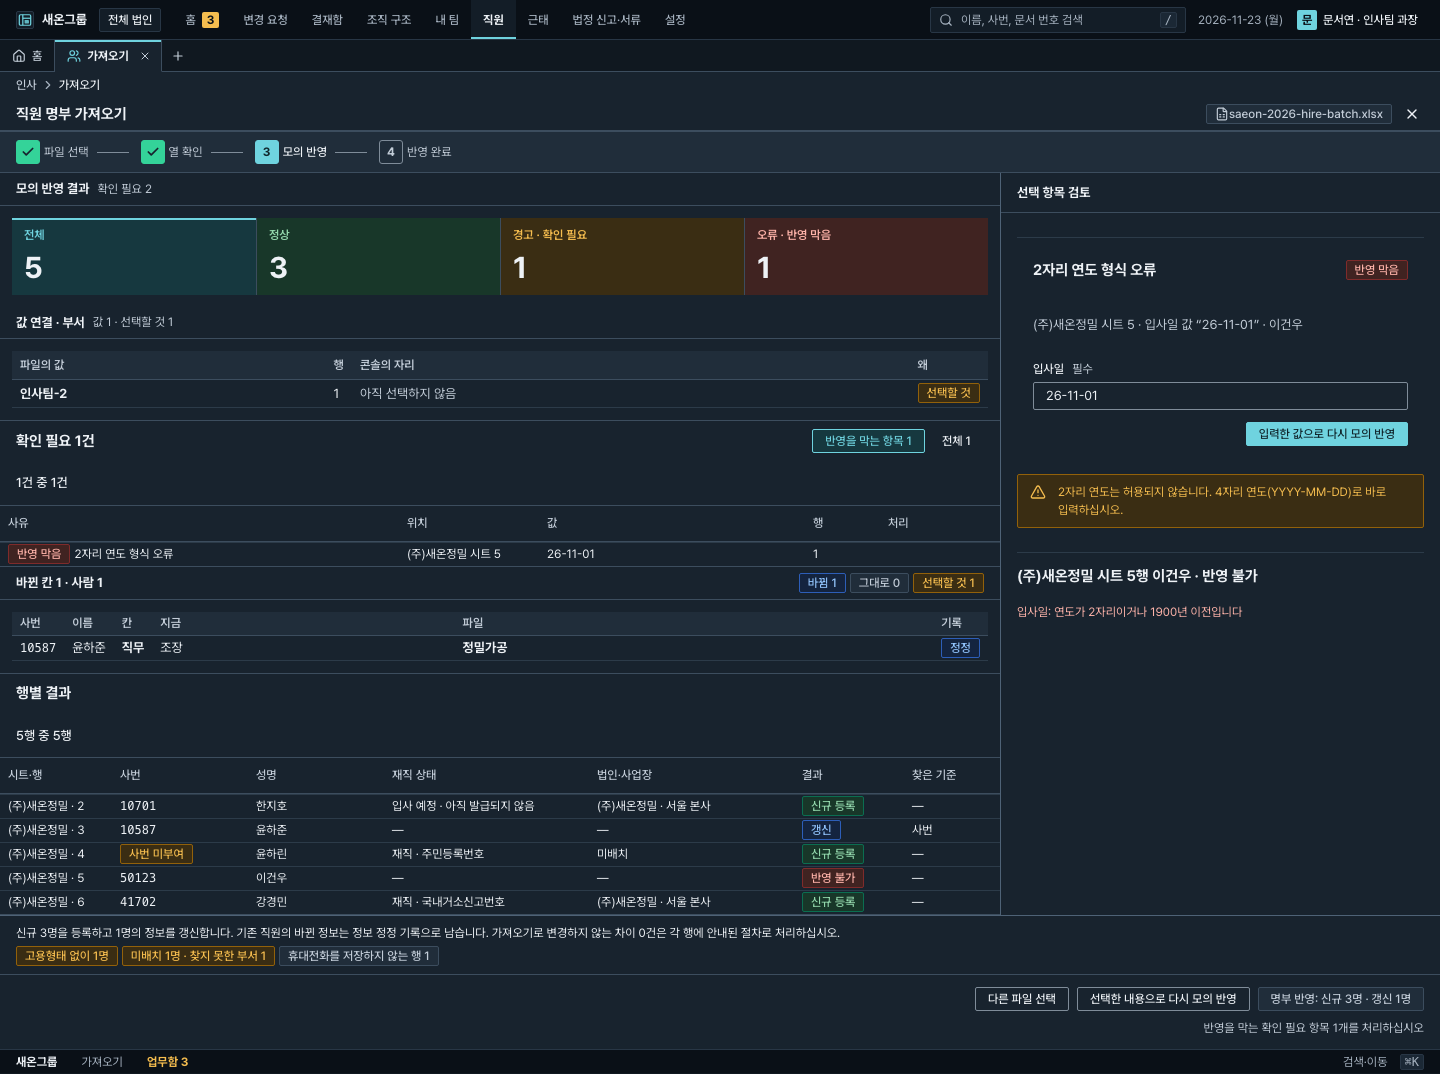 새온그룹 전체 법인 홈 3 변경 요청 결재함 조직 구조 내 팀 직원 근태 법정 신고·서류 설정 이름, 사번, 문서 번호 검색 / 2026-11-23 (월) 문 문서연 · 인사팀 과장
홈 가져오기
인사 가져오기
직원 명부 가져오기 saeon-2026-hire-batch.xlsx
파일 선택 열 확인 3 모의 반영 4 반영 완료
모의 반영 결과 확인 필요 2
전체 정상 경고 · 확인 필요 오류 · 반영 막음
5 3 1 1
값 연결 · 부서 값 1 · 선택할 것 1
파일의 값 행 콘솔의 자리 왜
인사팀-2 1 아직 선택하지 않음 선택할 것
확인 필요 1건 반영을 막는 항목 1 전체 1
1건 중 1건
사유 위치 값 행 처리
반영 막음 2자리 연도 형식 오류 (주)새온정밀 시트 5 26-11-01 1
바뀐 칸 1 · 사람 1 바뀜 1 그대로 0 선택할 것 1
사번 이름 칸 지금 파일 기록
10587 윤하준 직무 조장 정밀가공 정정
행별 결과
5행 중 5행
시트·행 사번 성명 재직 상태 법인·사업장 결과 찾은 기준
(주)새온정밀 · 2 10701 한지호 입사 예정 · 아직 발급되지 않음 (주)새온정밀 · 서울 본사 신규 등록 —
(주)새온정밀 · 3 10587 윤하준 — — 갱신 사번
(주)새온정밀 · 4 사번 미부여 윤하린 재직 · 주민등록번호 미배치 신규 등록 —
(주)새온정밀 · 5 50123 이건우 — — 반영 불가 —
(주)새온정밀 · 6 41702 강경민 재직 · 국내거소신고번호 (주)새온정밀 · 서울 본사 신규 등록 —
선택 항목 검토
2자리 연도 형식 오류 반영 막음
(주)새온정밀 시트 5 · 입사일 값 “26-11-01” · 이건우
입사일 필수
26-11-01
입력한 값으로 다시 모의 반영
2자리 연도는 허용되지 않습니다. 4자리 연도(YYYY-MM-DD)로 바로
입력하십시오.
(주)새온정밀 시트 5행 이건우 · 반영 불가
입사일: 연도가 2자리이거나 1900년 이전입니다
신규 3명을 등록하고 1명의 정보를 갱신합니다. 기존 직원의 바뀐 정보는 정보 정정 기록으로 남습니다. 가져오기로 변경하지 않는 차이 0건은 각 행에 안내된 절차로 처리하십시오.
고용형태 없이 1명 미배치 1명 · 찾지 못한 부서 1 휴대전화를 저장하지 않는 행 1
다른 파일 선택 선택한 내용으로 다시 모의 반영 명부 반영: 신규 3명 · 갱신 1명
반영을 막는 확인 필요 항목 1개를 처리하십시오
새온그룹 가져오기 업무함 3 검색·이동 ⌘K